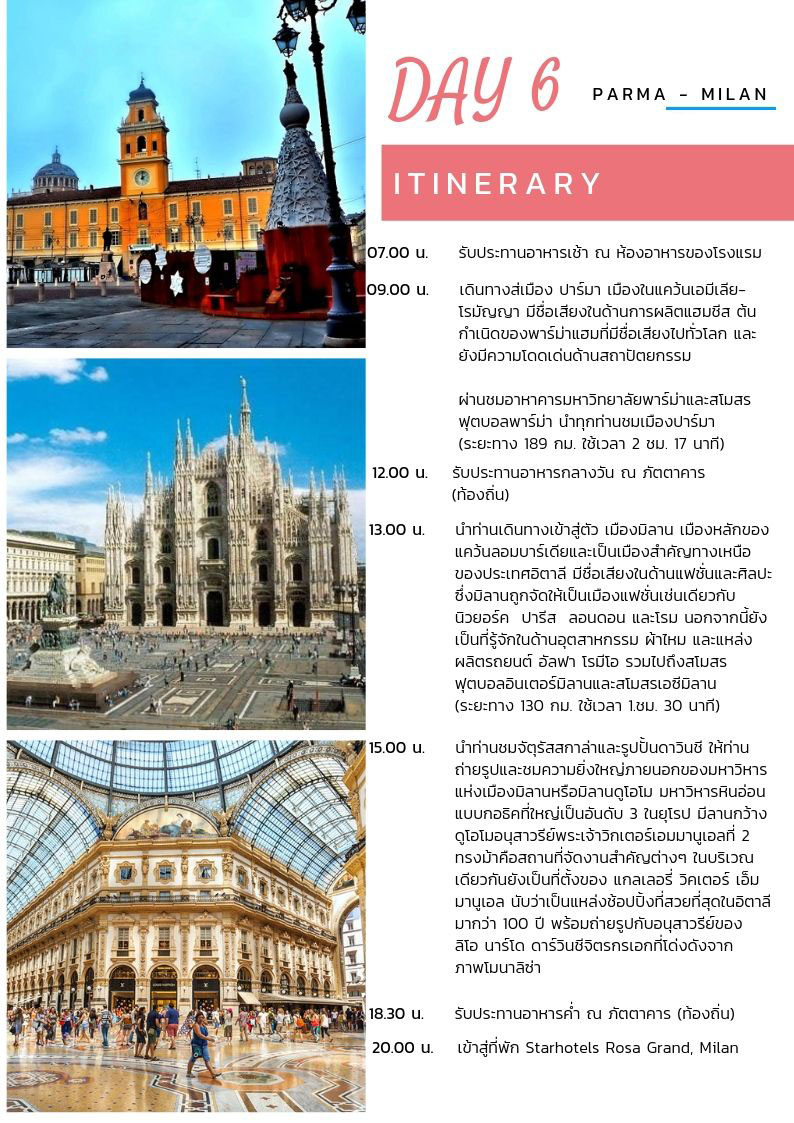 DAY 6 PARMA - MILAN
ITINERARY
07.00 น. รับประทานอาหารเช้า ณ ห้องอาหารของโรงแรม
09.00 น. เดินทางสู่เมือง ปาร์มา เมืองในแคว้นเอมีเลีย-
โรมัญญา มีชื่อเสียงในด้านการผลิตแฮมชีส ต้น
กำเนิดของพาร์ม่าแฮมที่มีชื่อเสียงไปทั่วโลก และ
ยังมีความโดดเด่นด้านสถาปัตยกรรม
ผ่านชมอาหาคารมหาวิทยาลัยพาร์ม่าและสโมสร
ฟุตบอลพาร์ม่า นำทุกท่านชมเมืองปาร์มา
(ระยะทาง 189 กม. ใช้เวลา 2 ชม. 17 นาที)
12.00 น. รับประทานอาหารกลางวัน ณ ภัตตาคาร
(ท้องถิ่น)
13.00 น. นำท่านเดินทางเข้าสู่ตัว เมืองมิลาน เมืองหลักของ
แคว้นลอมบาร์เดียและเป็นเมืองสำคัญทางเหนือ
ของประเทศอิตาลี มีชื่อเสียงในด้านแฟชั่นและศิลปะ
ซึ่งมิลานถูกจัดให้เป็นเมืองแฟชั่นเช่นเดียวกับ
นิวยอร์ค ปารีส ลอนดอน และโรม นอกจากนี้ยัง
เป็นที่รู้จักในด้านอุตสาหกรรม ผ้าไหม และแหล่ง
ผลิตรถยนต์ อัลฟา โรมีโอ รวมไปถึงสโมสร
ฟุตบอลอินเตอร์มิลานและสโมสรเอซีมิลาน
(ระยะทาง 130 กม. ใช้เวลา 1.ชม. 30 นาที)
15.00 น. นำท่านชมจัตุรัสสกาล่าและรูปปั้นดาวินชี ให้ท่าน
ถ่ายรูปและชมความยิ่งใหญ่ภายนอกของมหาวิหาร
แห่งเมืองมิลานหรือมิลานดูโอโม มหาวิหารหินอ่อน
แบบกอธิคที่ใหญ่เป็นอันดับ 3 ในยุโรป มีลานกว้าง
ดูโอโมอนุสาวรีย์พระเจ้าวิกเตอร์เอมมานูเอลที่ 2
ทรงม้าคือสถานที่จัดงานสำคัญต่างๆ ในบริเวณ
เดียวกันยังเป็นที่ตั้งของ แกลเลอรี่ วิคเตอร์ เอ็ม
มานูเอล นับว่าเป็นแหล่งช้อปปิ้งที่สวยที่สุดในอิตาลี
มากว่า 100 ปี พร้อมถ่ายรูปกับอนุสาวรีย์ของ
ลิโอ นาร์โด ดาร์วินชีจิตรกรเอกที่โด่งดังจาก
ภาพโมนาลิซ่า
18.30 น. รับประทานอาหารค่ำ ณ ภัตตาคาร (ท้องถิ่น)
20.00 น. เข้าสู่ที่พัก Starhotels Rosa Grand, Milan